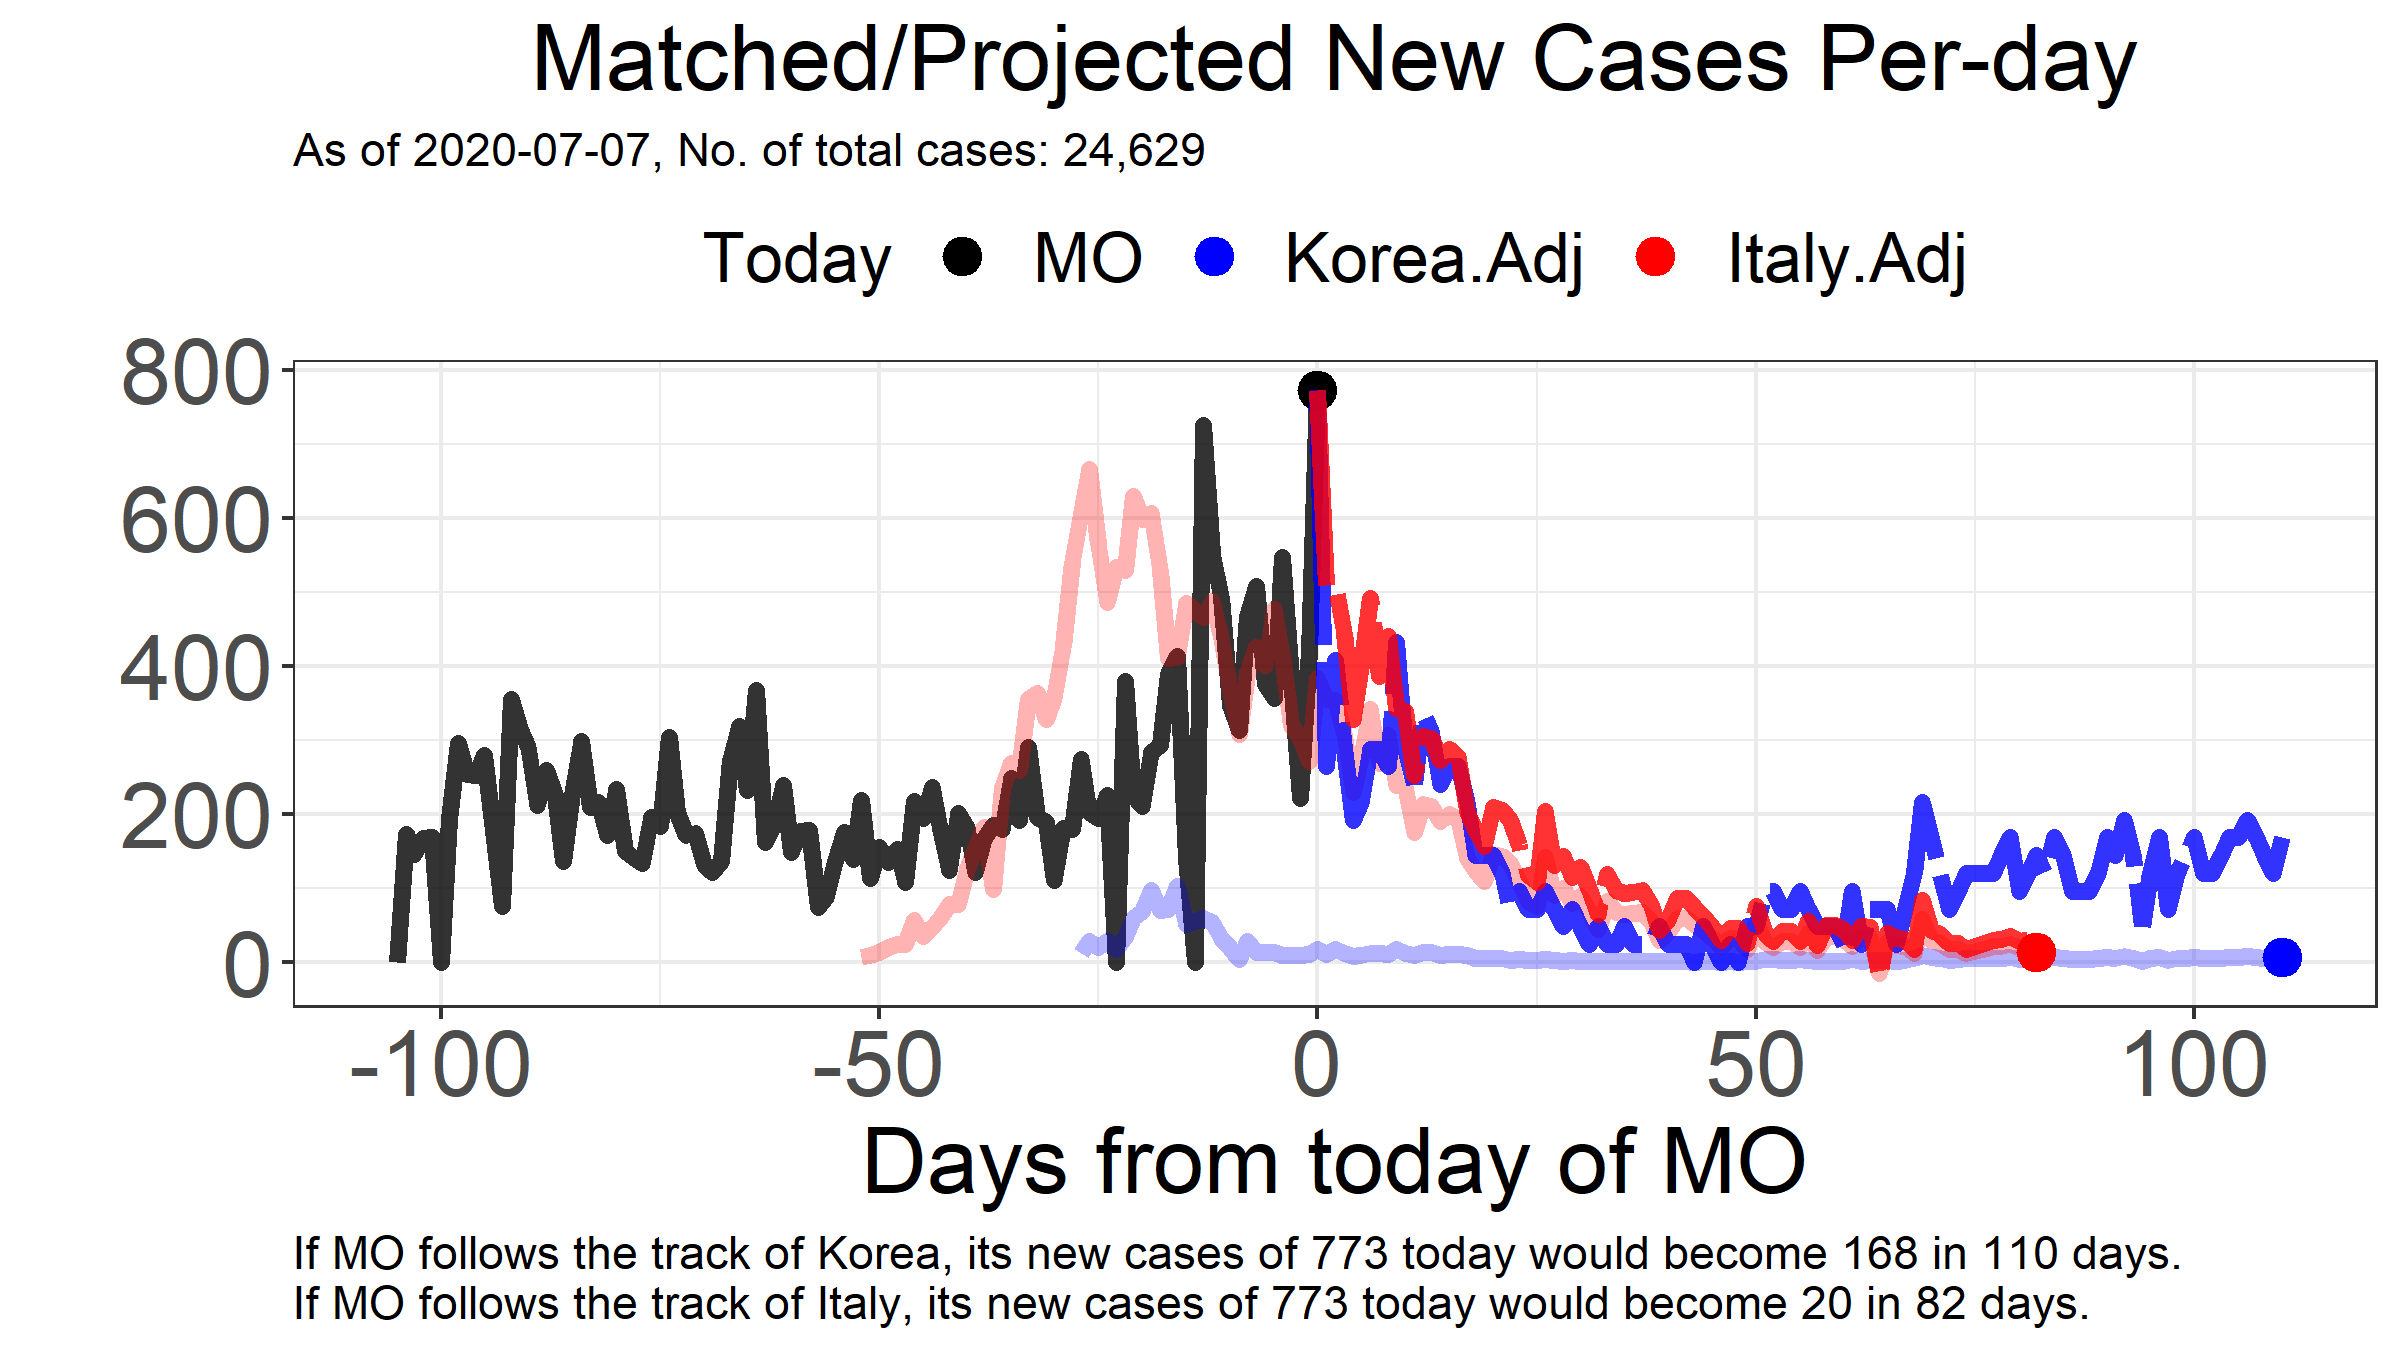 Matched/Projected New Cases Per-day
As of 2020-07-07, No. of total cases: 24,629
Today MO Korea.Adj Italy.Adj
800
600
400
200
0
-100 -50 0 50 100
Days from today of MO
If MO follows the track of Korea, its new cases of 773 today would become 168 in 110 days.
If MO follows the track of Italy, its new cases of 773 today would become 20 in 82 days.